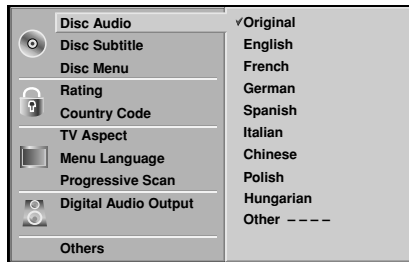 Disc Audio
Disc Subtitle
Disc Menu
Rating
Country Code
TV Aspect
Menu Language
Progressive Scan
Digital Audio Output
Others
✓Original
English
French
German
Spanish
Italian
Chinese
Polish
Hungarian
Other – – – –